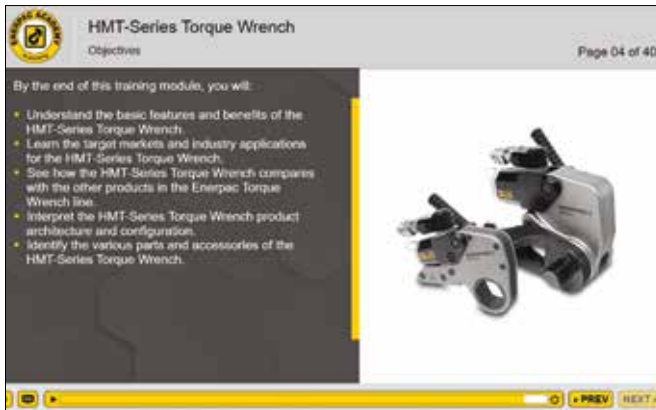 ENERPAC ACADEMY
HMT-Series Torque Wrench
Objectives
Page 04 of 40
By the end of this training module, you will:
• Understand the basic features and benefits of the
HMT-Series Torque Wrench.
• Learn the target markets and industry applications
for the HMT-Series Torque Wrench.
• See how the HMT-Series Torque Wrench compares
with the other products in the Enerpac Torque
Wrench line.
• Interpret the HMT-Series Torque Wrench product
architecture and configuration.
• Identify the various parts and accessories of the
HMT-Series Torque Wrench.
PREV
NEXT